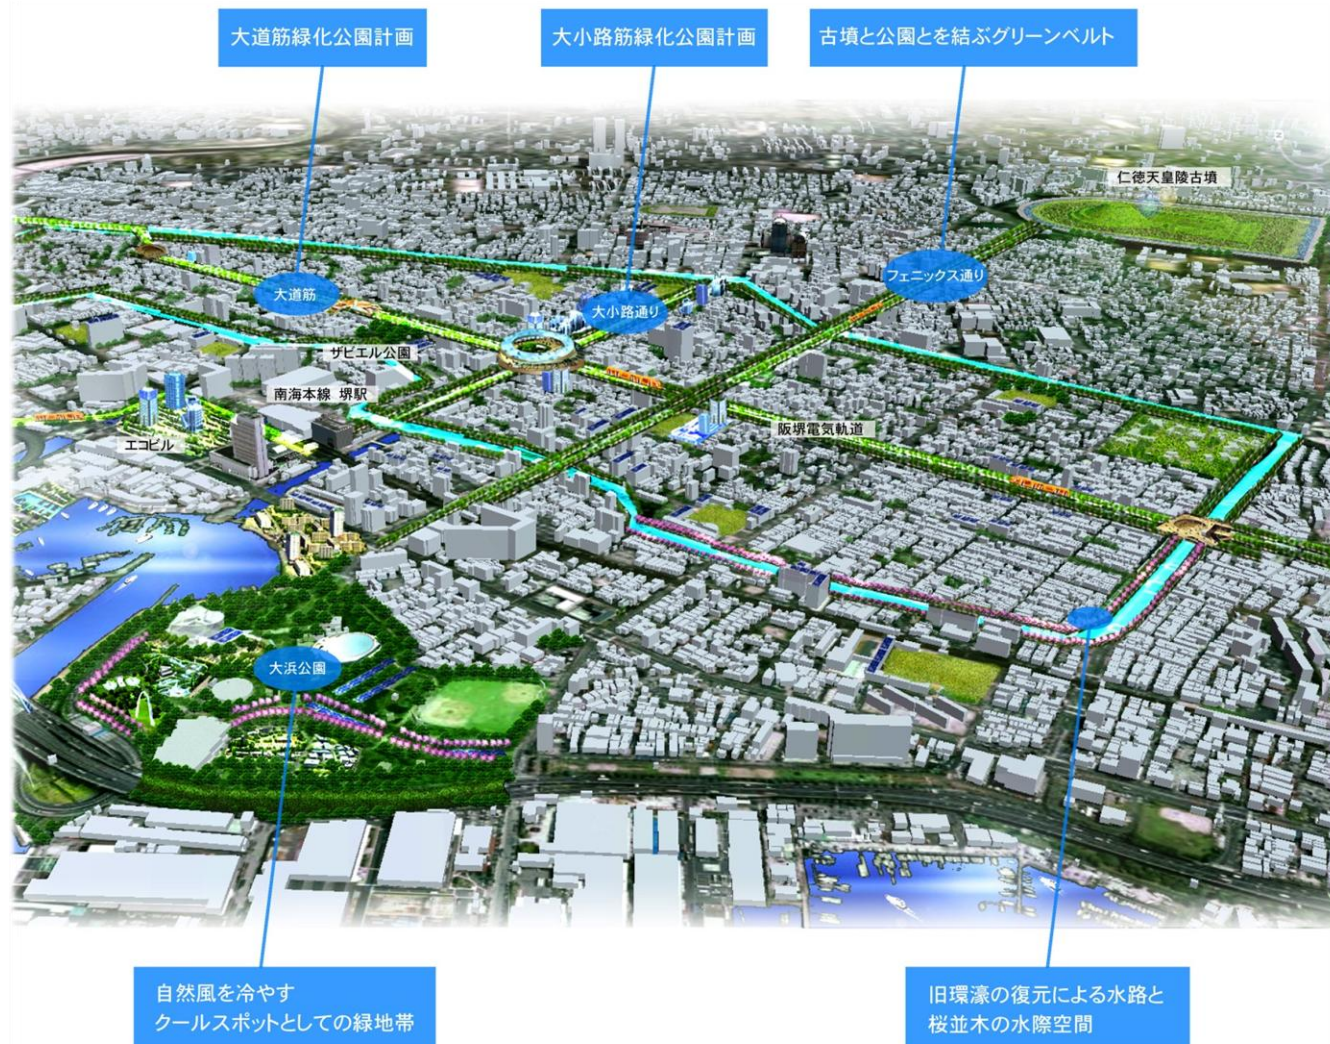 大道筋緑化公園計画
大小路筋緑化公園計画
古墳と公園とを結ぶグリーンベルト
仁徳天皇陵古墳
フェニックス通り
大道筋
大小路通り
ザビエル公園
南海本線 堺駅
エコビル
阪堺電気軌道
大浜公園
自然風を冷やす
クールスポットとしての緑地帯
旧環濠の復元による水路と
桜並木の水際空間